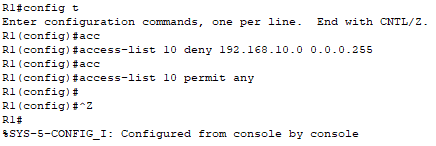 R1#config t
Enter configuration commands, one per line.  End with CNTL/Z.
R1(config)#acc
R1(config)#access-list 10 deny 192.168.10.0 0.0.0.255
R1(config)#acc
R1(config)#access-list 10 permit any
R1(config)#
R1(config)#^Z
R1#
%SYS-5-CONFIG_I: Configured from console by console